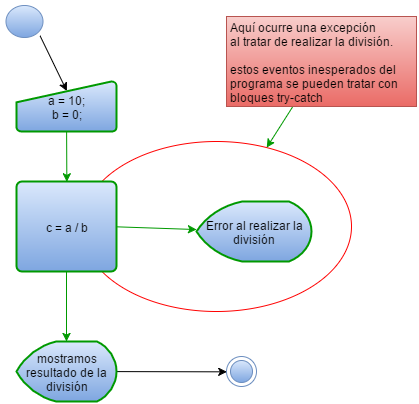 Aquí ocurre una excepción
al tratar de realizar la división.
estos eventos inesperados del
programa se pueden tratar con
bloques try-catch
a = 10;
b = 0;
c = a / b
Error al realizar la
división
mostramos
resultado de la
división